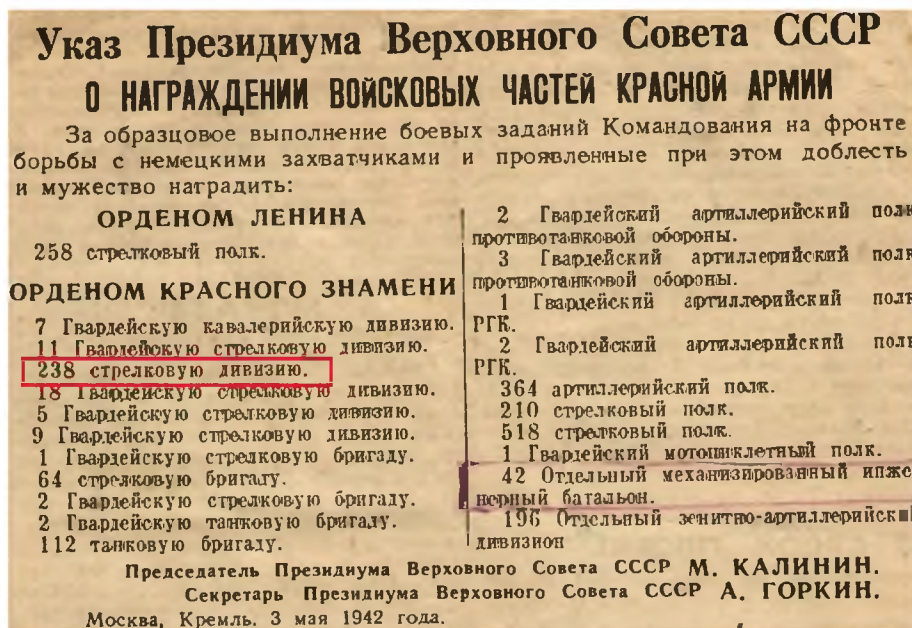 Указ Президиума Верховного Совета СССР
О НАГРАЖДЕНИИ ВОЙСКОВЫХ ЧАСТЕЙ КРАСНОЙ АРМИИ
За образцовое выполнение боевых заданий Командования на фронте
борьбы с немецкими захватчиками и проявленные при этом доблесть
и мужество наградить:
ОРДЕНОМ ЛЕНИНА
258 стрелковый полк.
ОРДЕНОМ КРАСНОГО ЗНАМЕНИ
7 Гвардейскую кавалерийскую дивизию.
11 Гвардейскую стрелковую дивизию.
238 стрелковую дивизию.
18 Гвардейскую стрелковую дивизию.
5 Гвардейскую стрелковую дивизию.
9 Гвардейскую стрелковую дивизию.
1 Гвардейскую стрелковую бригаду.
64 стрелковую бригаду.
2 Гвардейскую стрелковую бригаду.
2 Гвардейскую танковую бригаду.
112 танковую бригаду.
2 Гвардейский артиллерийский полк
противотанковой обороны.
3 Гвардейский артиллерийский полк
противотанковой обороны.
1 Гвардейский артиллерийский полк
РГК.
2 Гвардейский артиллерийский полк
РГК.
364 артиллерийский полк.
210 стрелковый полк.
518 стрелковый полк.
1 Гвардейский мотоциклетный полк.
42 Отдельный механизированный инже
нерный батальон.
196 Отдельный зенитно-артиллерийск
дивизион
Председатель Президиума Верховного Совета СССР М. КАЛИНИН.
Секретарь Президиума Верховного Совета СССР А. ГОРКИН.
Москва, Кремль. 3 мая 1942 года.